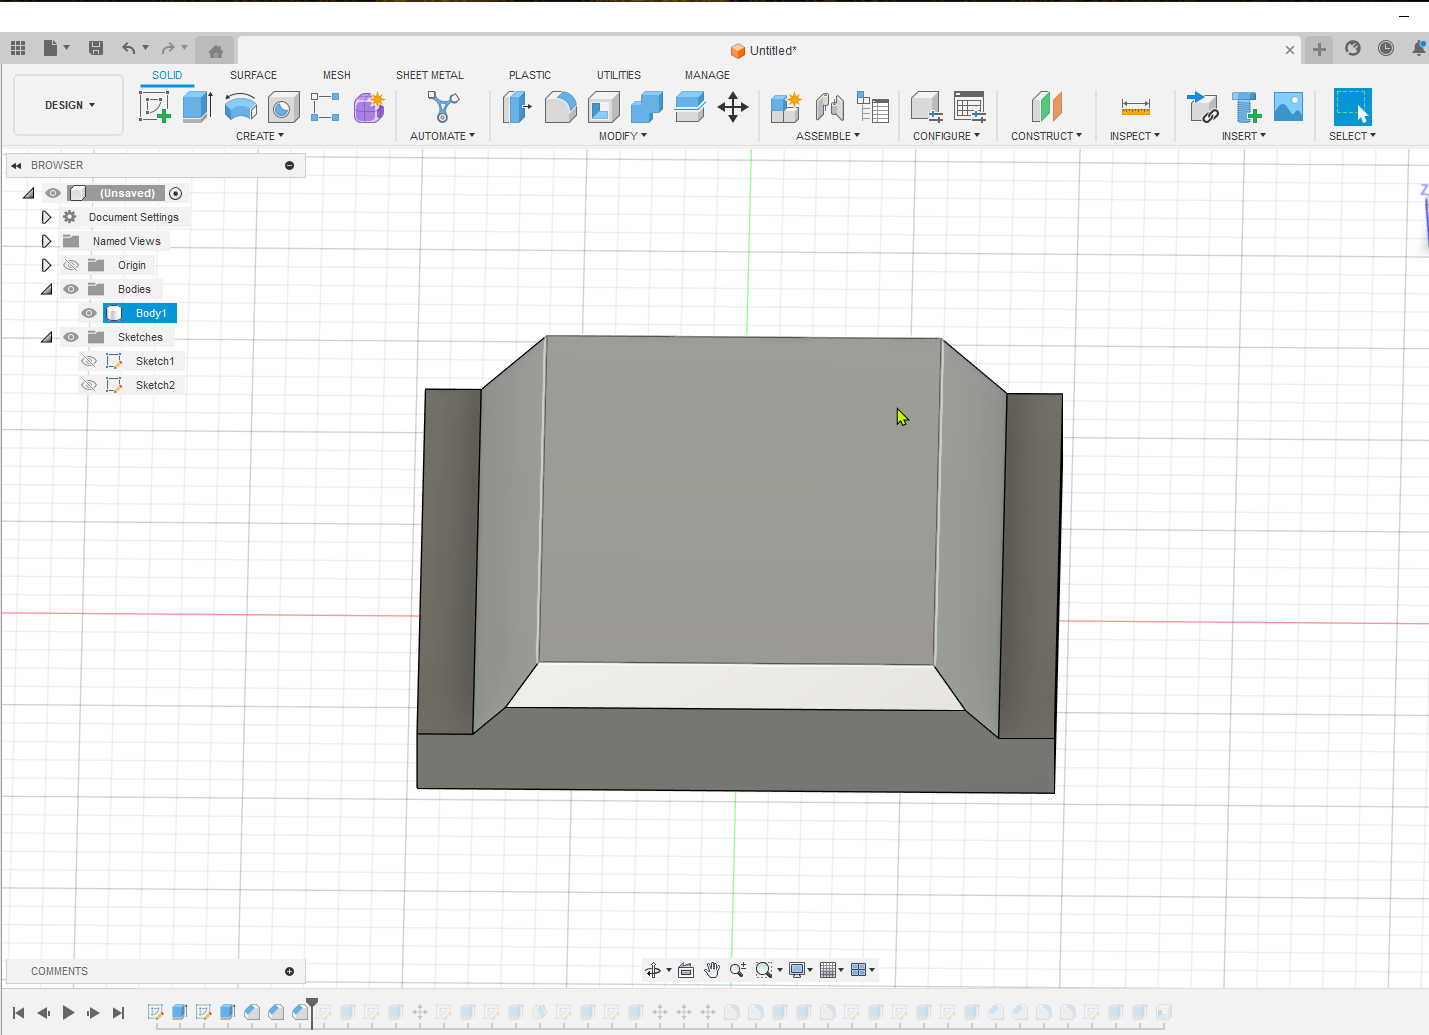 Untitled*
SOLID SURFACE MESH SHEET METAL PLASTIC UTILITIES MANAGE
DESIGN
CREATE AUTOMATE MODIFY ASSEMBLE CONFIGURE CONSTRUCT INSPECT INSERT SELECT
BROWSER
(Unsaved)
Document Settings
Named Views
Origin
Bodies
Body1
Sketches
Sketch1
Sketch2
Z
COMMENTS